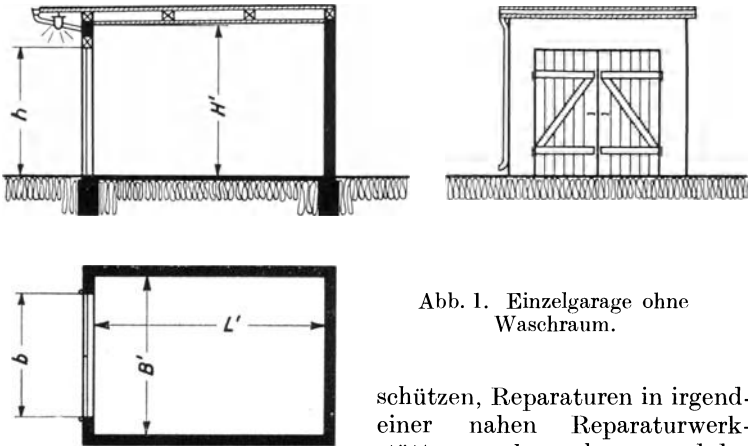 h
H'
b
B'
L'
Abb. 1. Einzelgarage ohne
Waschraum.
schützen, Reparaturen in irgend-
einer nahen Reparaturwerk-